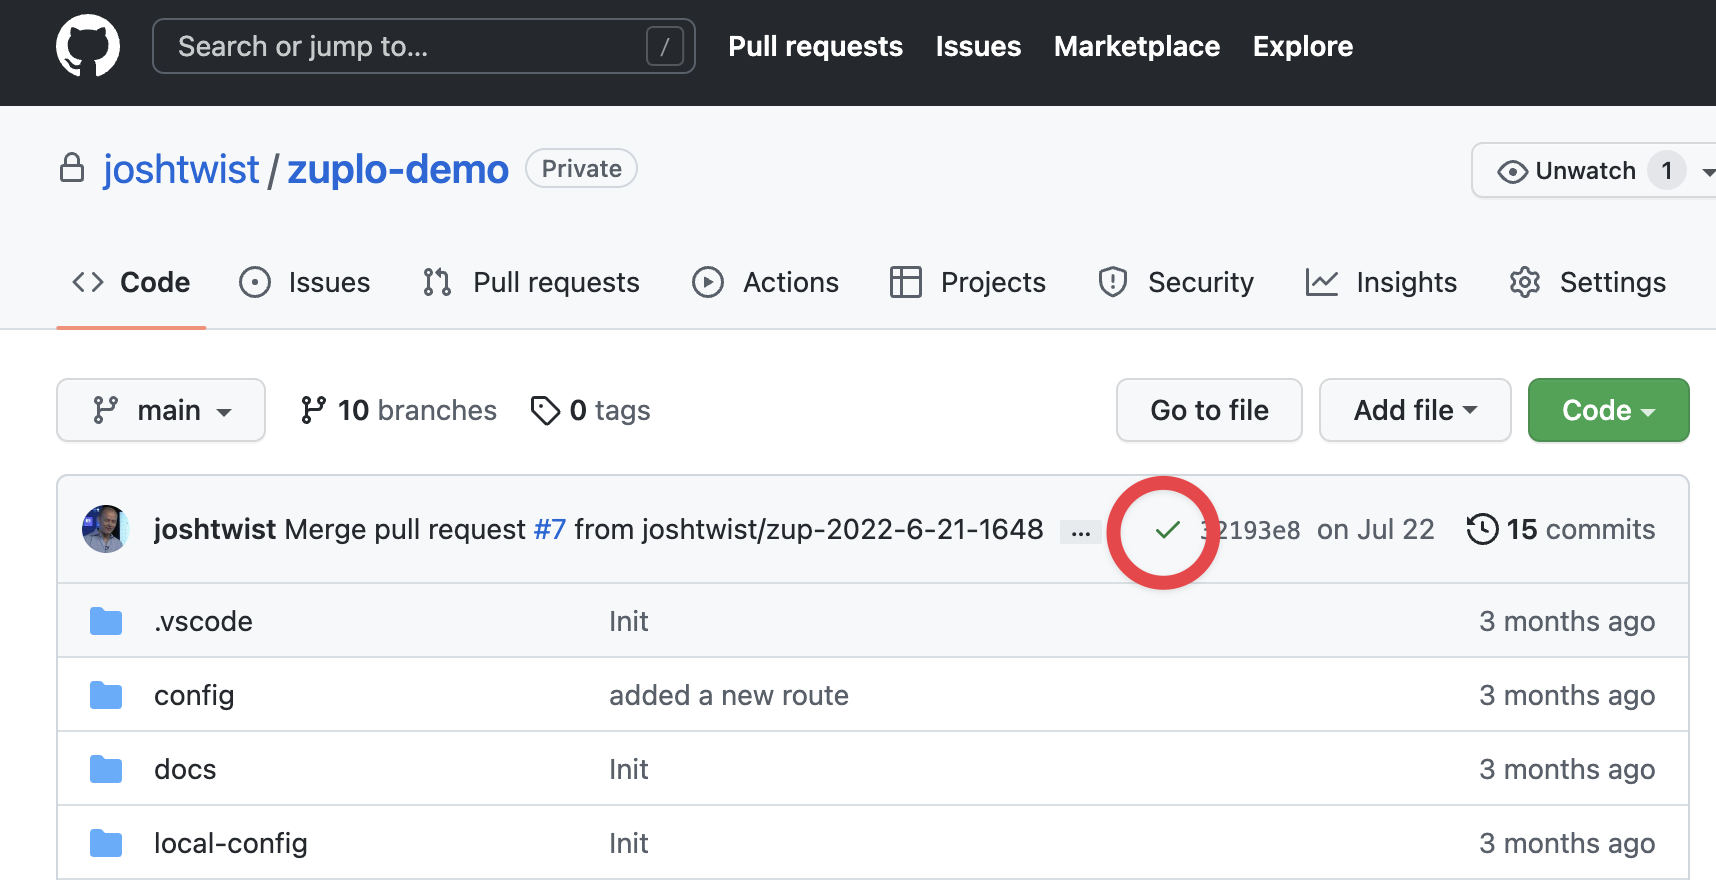 Search or jump to... /
Pull requests Issues Marketplace Explore
joshtwist / zuplo-demo Private
Unwatch 1
Code Issues Pull requests Actions Projects Security Insights Settings
main 10 branches 0 tags Go to file Add file Code
joshtwist Merge pull request #7 from joshtwist/zup-2022-6-21-1648 ... 32193e8 on Jul 22 15 commits
.vscode Init 3 months ago
config added a new route 3 months ago
docs Init 3 months ago
local-config Init 3 months ago